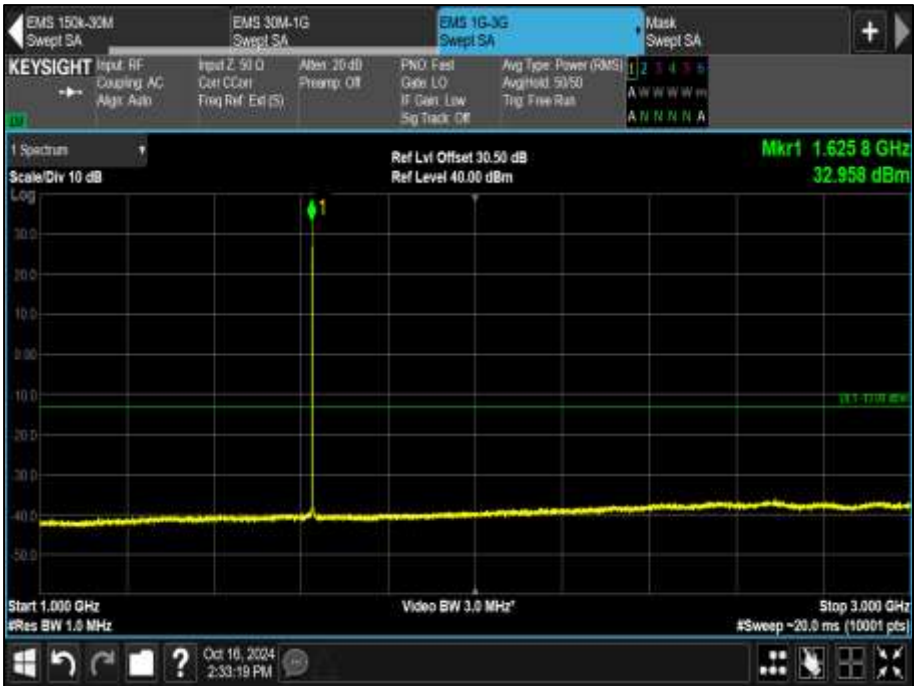 EMS 150k-30M
Swept SA
EMS 30M-1G
Swept SA
EMS 1G-3G
Swept SA
Mask
Swept SA
+
KEYSIGHT
Input: RF
Coupling: AC
Align: Auto
Input Z: 50 Ω
Corr CCorr
Freq Ref: Ext (S)
Atten: 20 dB
Preamp: Off
PNO: Fast
Gate: LO
IF Gain: Low
Sig Track: Off
Avg Type: Power (RMS)
Avg|Hold: 50/50
Trig: Free Run
1 2 3 4 5 6
A W W W W
A N N N N A
1 Spectrum
Scale/Div 10 dB
Log
Ref Lvl Offset 30.50 dB
Ref Level 40.00 dBm
Mkr1 1.625 8 GHz
32.958 dBm
1
30.0
20.0
10.0
0.00
-10.0
-20.0
-30.0
-40.0
-50.0
Start 1.000 GHz
#Res BW 1.0 MHz
Video BW 3.0 MHz*
Stop 3.000 GHz
#Sweep ~20.0 ms (10001 pts)
?
Oct 16, 2024
2:33:19 PM